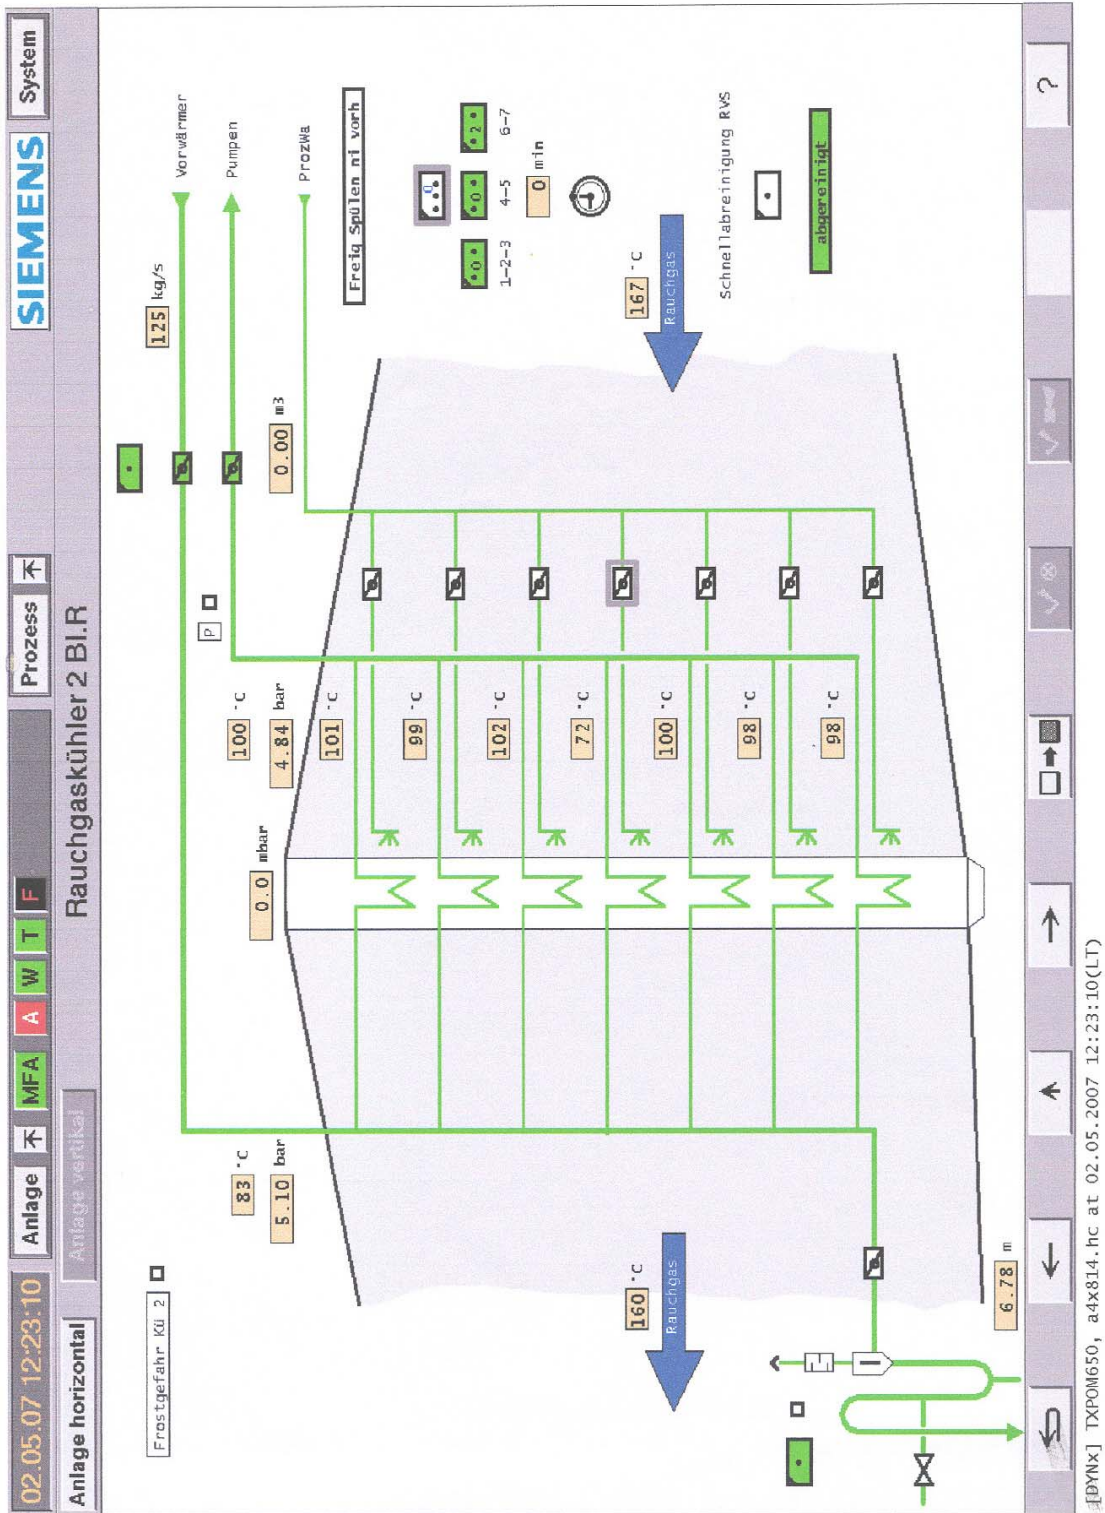 02.05.07 12:23:10 Anlage MFA A W T F Prozess SIEMENS System
Anlage horizontal Anlage vertikal Rauchgaskühler 2 Bl.R
Frostgefahr Kü 2
125 kg/s
Vorwärmer
P
Pumpen
83 °C
100 °C
0.0 mbar
5.10 bar
4.84 bar
0.00 m3
ProzWa
101 °C
Freig Spülen ni vorh
99 °C
0
102 °C
0 0 2
1-2-3 4-5 6-7
0 min
72 °C
160 °C
167 °C
Rauchgas
Rauchgas
100 °C
Schnellabreinigung RVS
98 °C
98 °C
abgereinigt
6.78 m
?
[DYNx] TXPOM650, a4x814.hc at 02.05.2007 12:23:10(LT)